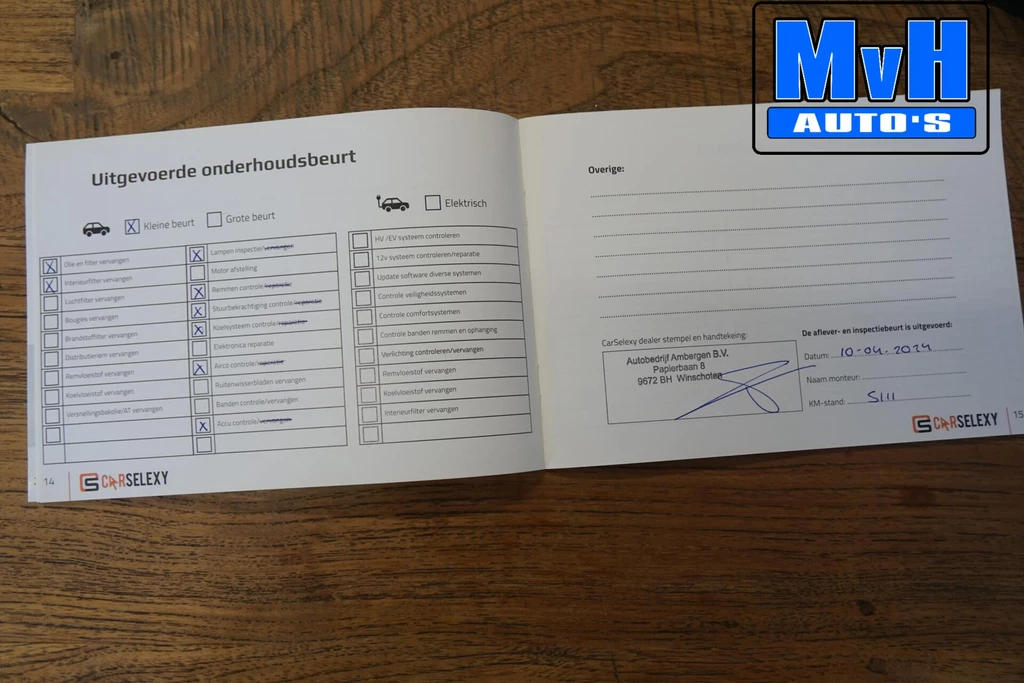 MvH
AUTO'S
Uitgevoerde onderhoudsbeurt
X Kleine beurt Grote beurt
X Olie en filter vervangen
X Interieurfilter vervangen
Luchtfilter vervangen
Bougies vervangen
Brandstoffilter vervangen
Distributieriem vervangen
Remvloeistof vervangen
Koelvloeistof vervangen
Versnellingsbakolie/AT vervangen
X Lampen inspectie/vervangen
Motor afstelling
X Remmen controle/reparatie
X Stuurbekrachtiging controle/reparatie
X Koelsysteem controle/reparatie
Elektronica reparatie
X Airco controle/reparatie
Ruitenwisserbladen vervangen
Banden controle/vervangen
X Accu controle/vervangen
Elektrisch
HV /EV systeem controleren
12v systeem controleren/reparatie
Update software diverse systemen
Controle veiligheidssystemen
Controle comfortsystemen
Controle banden remmen en ophanging
Verlichting controleren/vervangen
Remvloeistof vervangen
Koelvloeistof vervangen
Interieurfilter vervangen
14 CARSELEXY
Overige:
CarSelexy dealer stempel en handtekeing:
Autobedrijf Ambergen B.V.
Papierbaan 8
9672 BH Winschoten
De aflever- en inspectiebeurt is uitgevoerd:
Datum: 10-04-2024
Naam monteur:
KM-stand: 5111
CARSELEXY 15